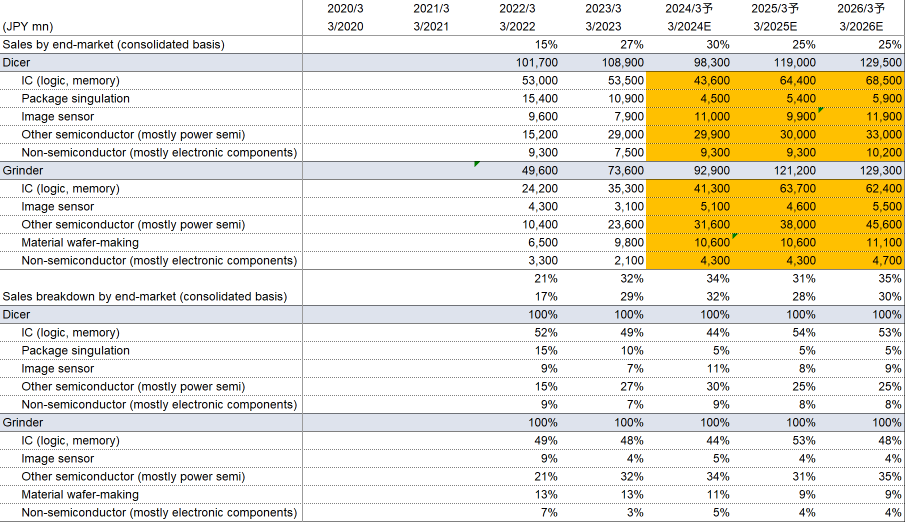 2020/3 2021/3 2022/3 2023/3 2024/3予 2025/3予 2026/3予
(JPY mn) 3/2020 3/2021 3/2022 3/2023 3/2024E 3/2025E 3/2026E
Sales by end-market (consolidated basis) 15% 27% 30% 25% 25%
Dicer 101,700 108,900 98,300 119,000 129,500
IC (logic, memory) 53,000 53,500 43,600 64,400 68,500
Package singulation 15,400 10,900 4,500 5,400 5,900
Image sensor 9,600 7,900 11,000 9,900 11,900
Other semiconductor (mostly power semi) 15,200 29,000 29,900 30,000 33,000
Non-semiconductor (mostly electronic components) 9,300 7,500 9,300 9,300 10,200
Grinder 49,600 73,600 92,900 121,200 129,300
IC (logic, memory) 24,200 35,300 41,300 63,700 62,400
Image sensor 4,300 3,100 5,100 4,600 5,500
Other semiconductor (mostly power semi) 10,400 23,600 31,600 38,000 45,600
Material wafer-making 6,500 9,800 10,600 10,600 11,100
Non-semiconductor (mostly electronic components) 3,300 2,100 4,300 4,300 4,700
21% 32% 34% 31% 35%
Sales breakdown by end-market (consolidated basis) 17% 29% 32% 28% 30%
Dicer 100% 100% 100% 100% 100%
IC (logic, memory) 52% 49% 44% 54% 53%
Package singulation 15% 10% 5% 5% 5%
Image sensor 9% 7% 11% 8% 9%
Other semiconductor (mostly power semi) 15% 27% 30% 25% 25%
Non-semiconductor (mostly electronic components) 9% 7% 9% 8% 8%
Grinder 100% 100% 100% 100% 100%
IC (logic, memory) 49% 48% 44% 53% 48%
Image sensor 9% 4% 5% 4% 4%
Other semiconductor (mostly power semi) 21% 32% 34% 31% 35%
Material wafer-making 13% 13% 11% 9% 9%
Non-semiconductor (mostly electronic components) 7% 3% 5% 4% 4%